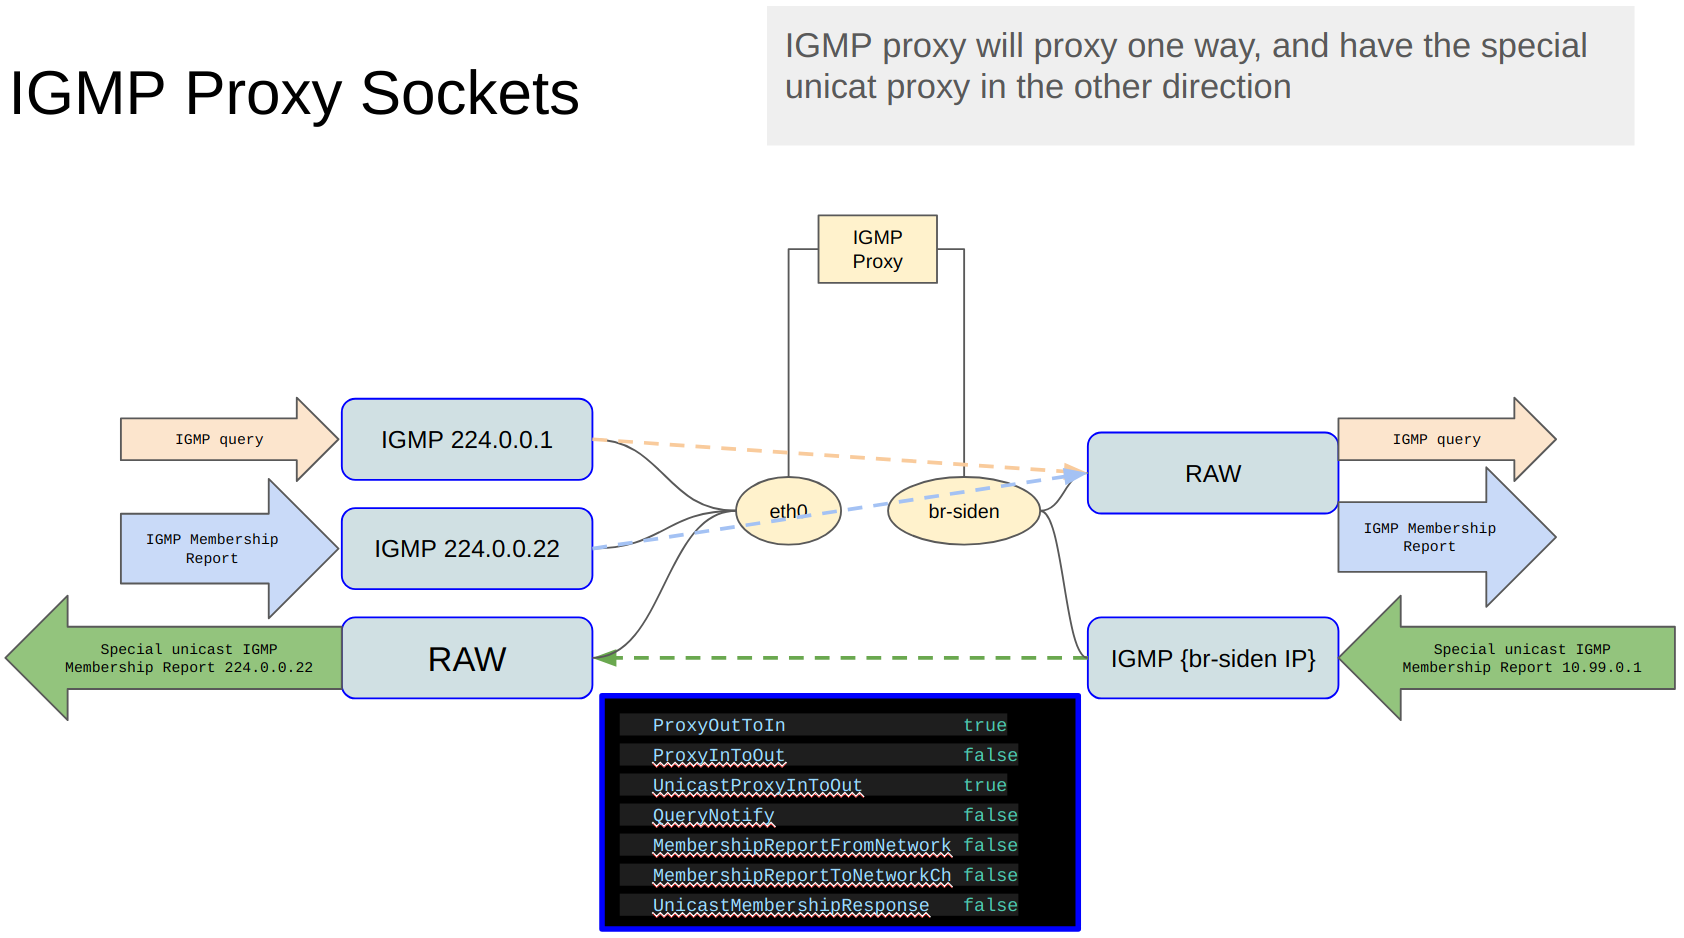 IGMP Proxy Sockets
IGMP proxy will proxy one way, and have the special
unicat proxy in the other direction
IGMP
Proxy
IGMP query
IGMP 224.0.0.1
IGMP Membership
Report
IGMP 224.0.0.22
Special unicast IGMP
Membership Report 224.0.0.22
RAW
eth0
br-siden
RAW
IGMP query
IGMP Membership
Report
IGMP {br-siden IP}
Special unicast IGMP
Membership Report 10.99.0.1
ProxyOutToIn true
ProxyInToOut false
UnicastProxyInToOut true
QueryNotify false
MembershipReportFromNetwork false
MembershipReportToNetworkCh false
UnicastMembershipResponse false